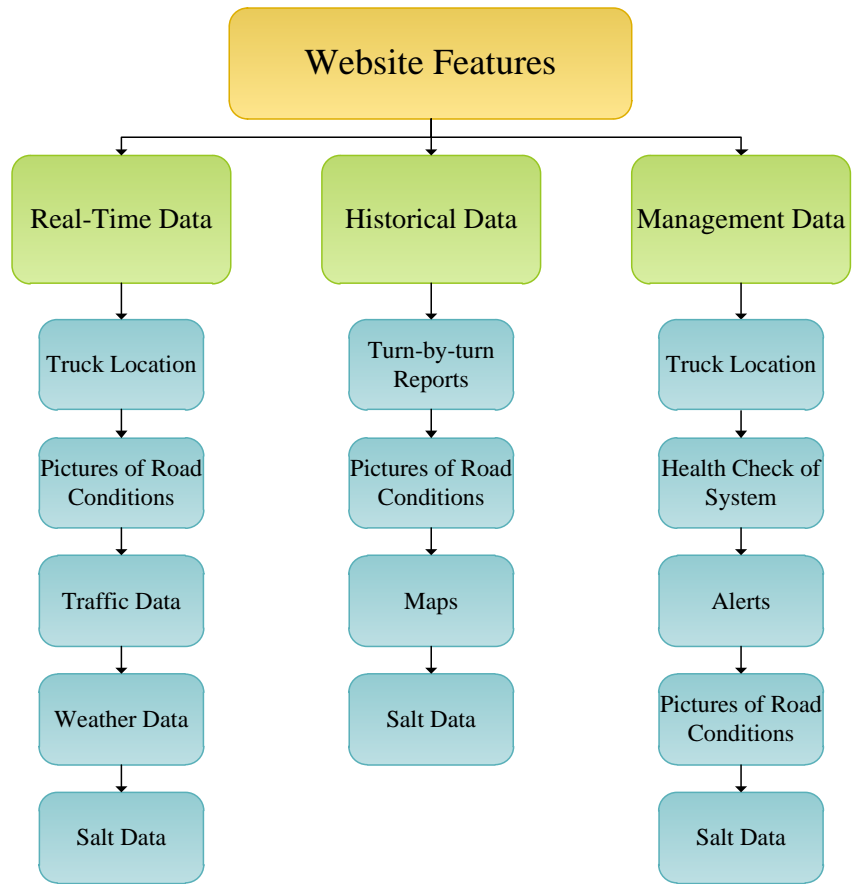 Website Features
Real-Time Data
Historical Data
Management Data
Truck Location
Pictures of Road
Conditions
Traffic Data
Weather Data
Salt Data
Turn-by-turn
Reports
Pictures of Road
Conditions
Maps
Salt Data
Truck Location
Health Check of
System
Alerts
Pictures of Road
Conditions
Salt Data